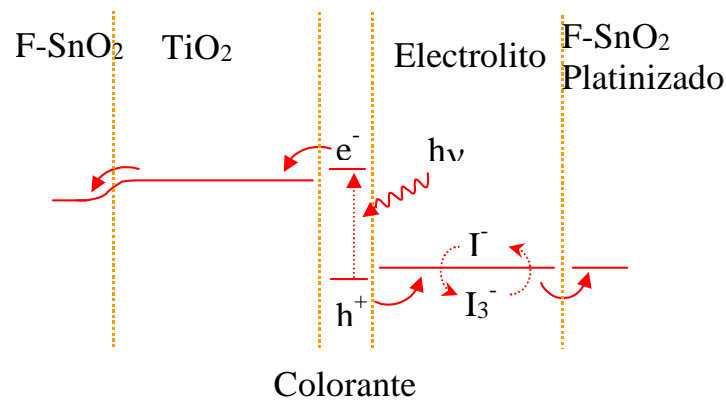 F-SnO₂
TiO₂
Electrolito
F-SnO₂
Platinizado
e⁻
hν
I⁻
I₃⁻
h⁺
Colorante